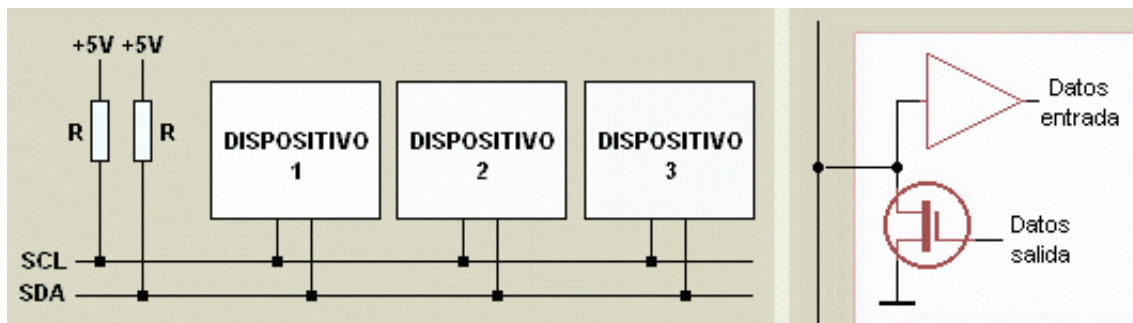 +5V +5V
R
R
DISPOSITIVO
1
DISPOSITIVO
2
DISPOSITIVO
3
SCL
SDA
Datos
entrada
Datos
salida